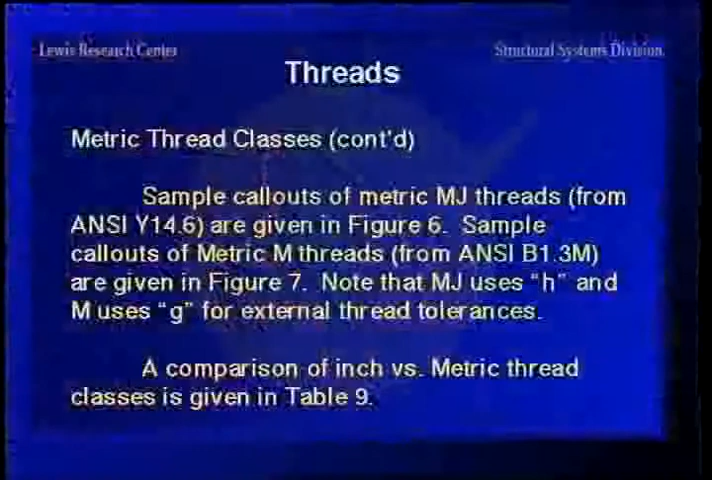 Lewis Research Center
Structural Systems Division
Threads
Metric Thread Classes (cont'd)
Sample callouts of metric MJ threads (from
ANSI Y14.6) are given in Figure 6. Sample
callouts of Metric M threads (from ANSI B1.3M)
are given in Figure 7. Note that MJ uses "h" and
M uses "g" for external thread tolerances.
A comparison of inch vs. Metric thread
classes is given in Table 9.